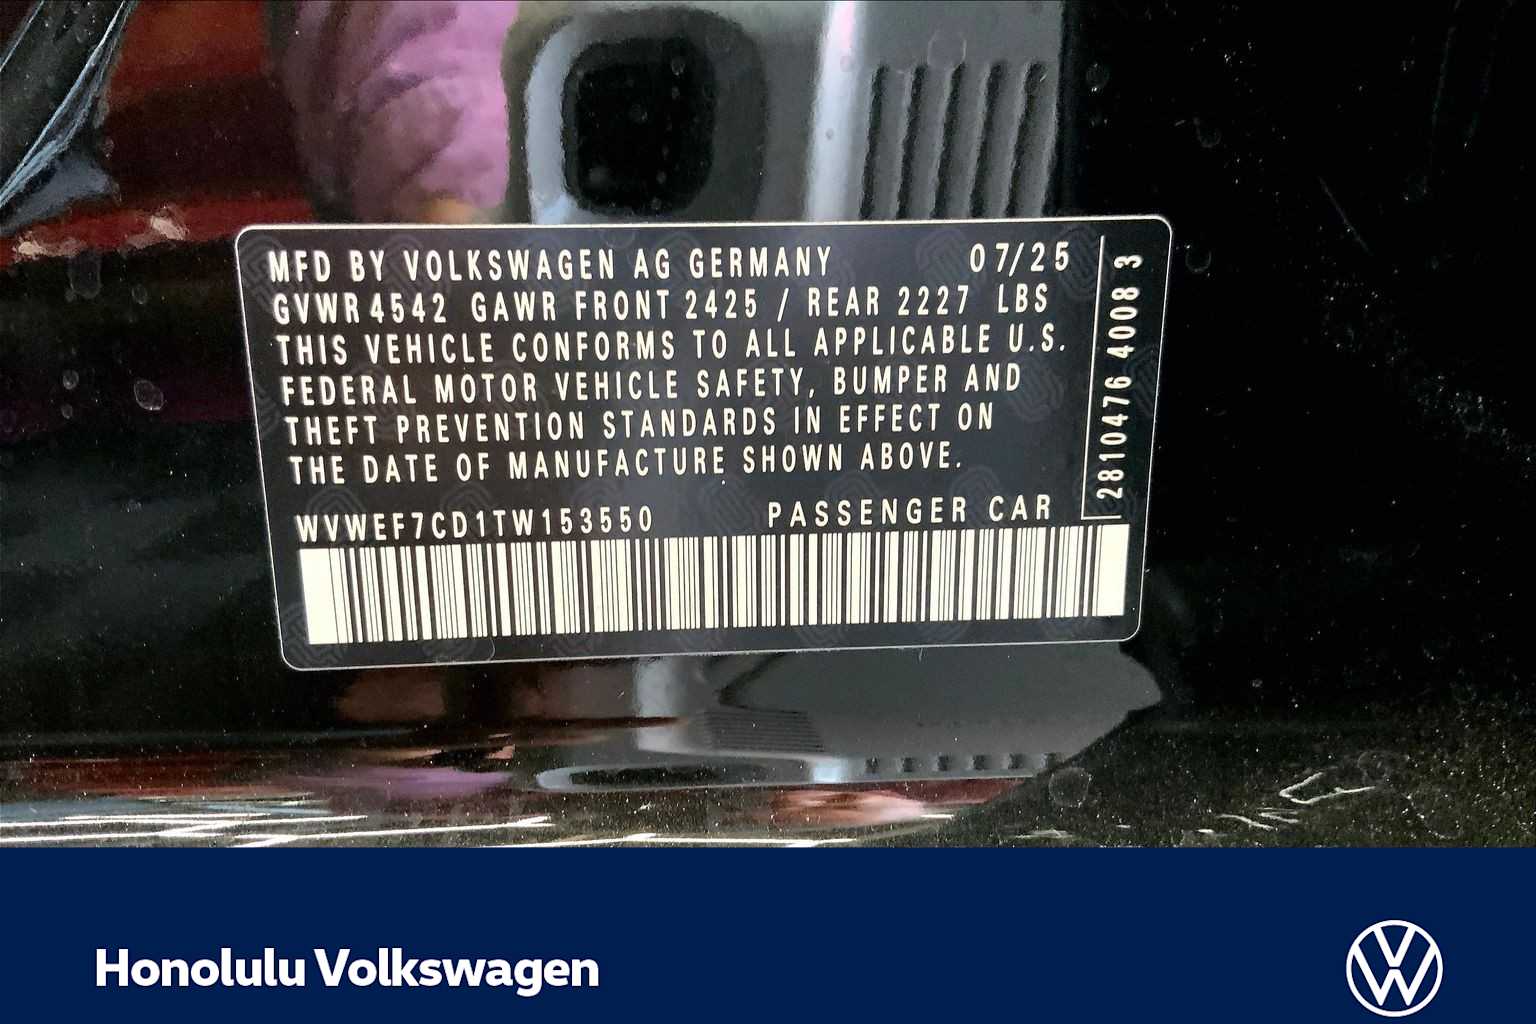 MFD BY VOLKSWAGEN AG GERMANY 07/25
GVWR 4542 GAWR FRONT 2425 / REAR 2227 LBS
THIS VEHICLE CONFORMS TO ALL APPLICABLE U.S.
FEDERAL MOTOR VEHICLE SAFETY, BUMPER AND
THEFT PREVENTION STANDARDS IN EFFECT ON
THE DATE OF MANUFACTURE SHOWN ABOVE.
WVWEF7CD1TW153550 PASSENGER CAR
2810476 4008 3
Honolulu Volkswagen